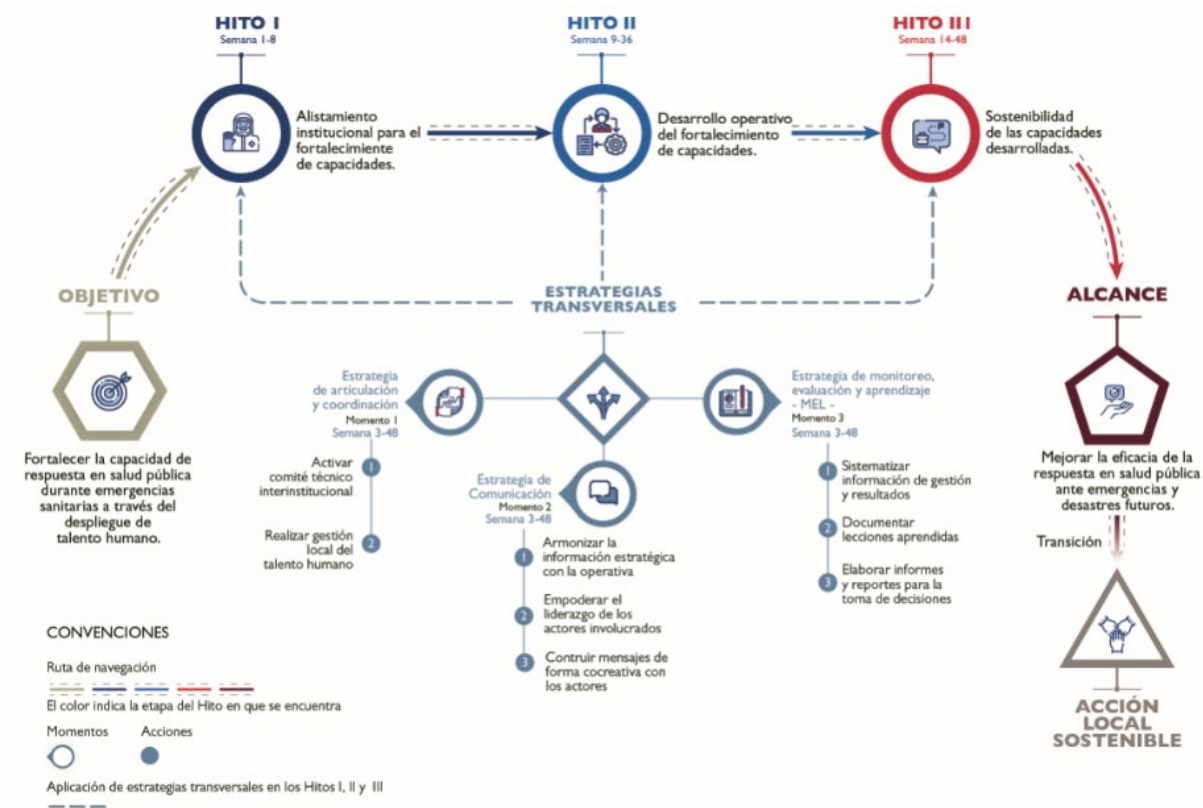 HITO I
Semana 1-8
HITO II
Semana 9-36
HITO III
Semana 14-48
Alistamiento
institucional para el
fortalecimiente
de capacidades.
Desarrollo operativo
del fortalecimiento
de capacidades.
Sostenibilidad
de las capacidades
desarrolladas.
OBJETIVO
Fortalecer la capacidad de
respuesta en salud pública
durante emergencias
sanitarias a través del
despliegue de
talento humano.
ESTRATEGIAS
TRANSVERSALES
Estrategia
de articulación
y coordinación
Momento 1
Semana 3-48
1
Activar
comité técnico
interinstitucional
2
Realizar gestión
local del
talento humano
Estrategia de
Comunicación
Momento 2
Semana 3-48
1
Armonizar la
información estratégica
con la operativa
2
Empoderar el
liderazgo de los
actores involucrados
3
Contruir mensajes de
forma cocreativa con
los actores
Estrategia de monitoreo,
evaluación y aprendizaje
- MEL -
Momento 3
Semana 3-48
1
Sistematizar
información de gestión
y resultados
2
Documentar
lecciones aprendidas
3
Elaborar informes
y reportes para la
toma de decisiones
ALCANCE
Mejorar la eficacia de la
respuesta en salud pública
ante emergencias y
desastres futuros.
Transición
ACCIÓN
LOCAL
SOSTENIBLE
CONVENCIONES
Ruta de navegación
El color indica la etapa del Hito en que se encuentra
Momentos
Acciones
Aplicación de estrategias transversales en los Hitos I, II y III